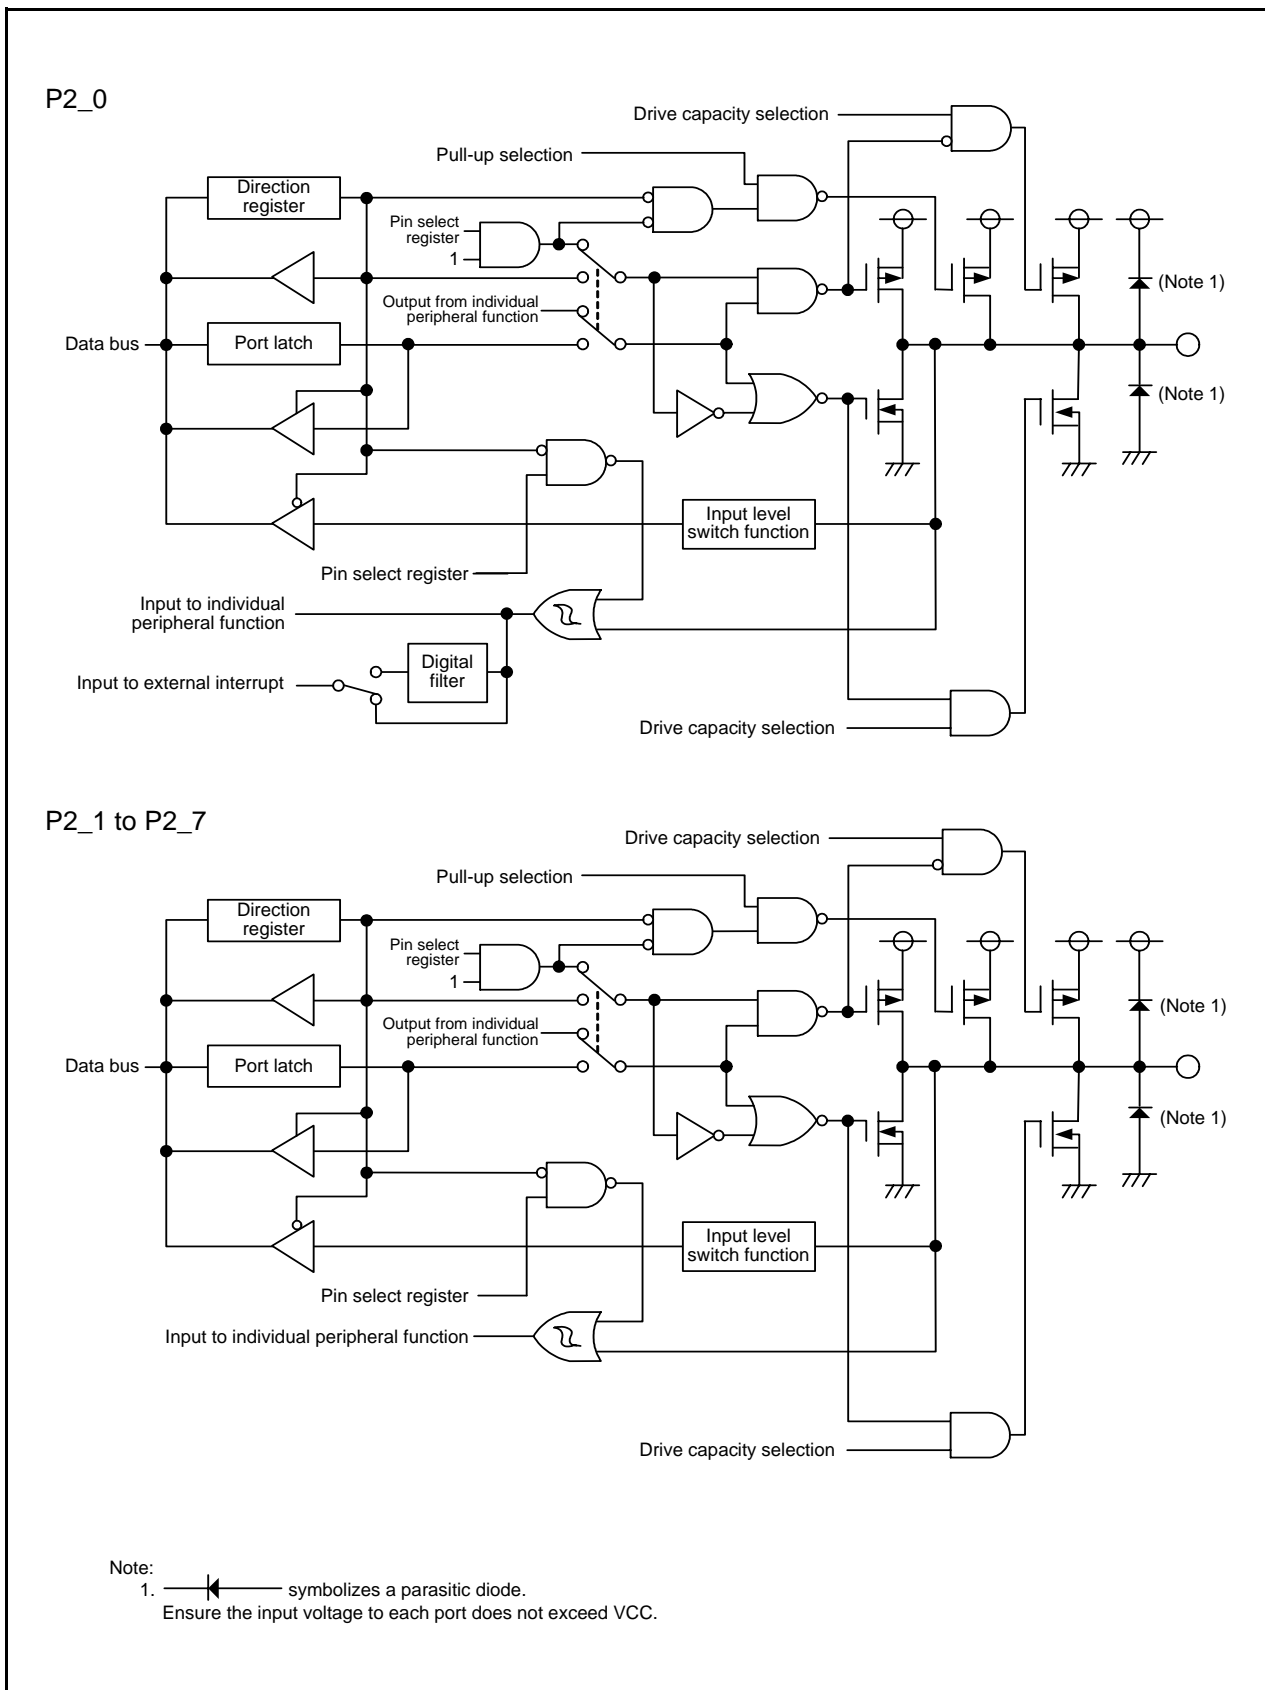 P2_0
Drive capacity selection
Pull-up selection
Direction
register
Pin select
register
1
Output from individual
peripheral function
(Note 1)
Data bus
Port latch
(Note 1)
Input level
switch function
Pin select register
Input to individual
peripheral function
Digital
filter
Input to external interrupt
Drive capacity selection
P2_1 to P2_7
Drive capacity selection
Pull-up selection
Direction
register
Pin select
register
1
Output from individual
peripheral function
(Note 1)
Data bus
Port latch
(Note 1)
Input level
switch function
Pin select register
Input to individual peripheral function
Drive capacity selection
Note:
1. symbolizes a parasitic diode.
Ensure the input voltage to each port does not exceed VCC.